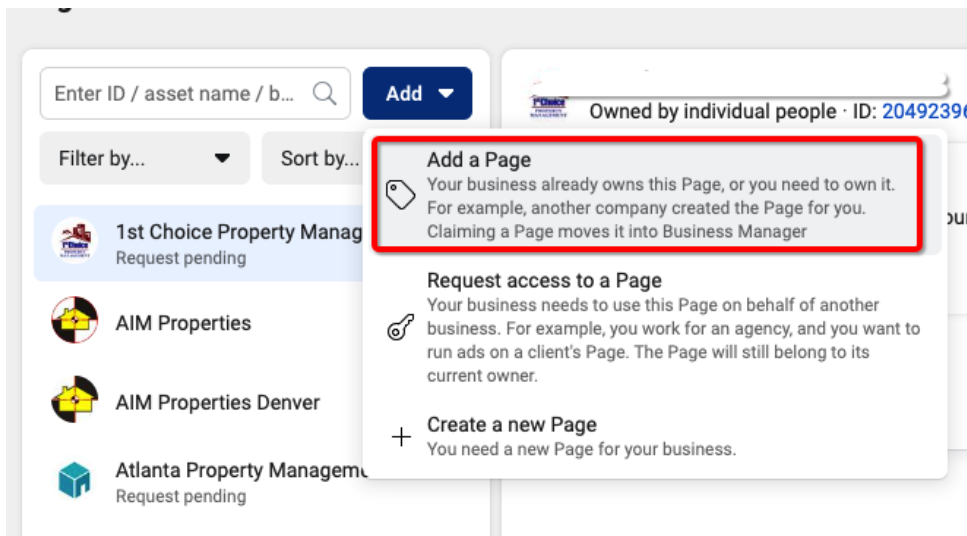 Enter ID / asset name / b...
Add
Owned by individual people · ID: 2049239
Filter by...
Sort by...
Add a Page
Your business already owns this Page, or you need to own it.
For example, another company created the Page for you.
Claiming a Page moves it into Business Manager
1st Choice Property Manag
Request pending
Request access to a Page
Your business needs to use this Page on behalf of another
business. For example, you work for an agency, and you want to
run ads on a client's Page. The Page will still belong to its
current owner.
AIM Properties
AIM Properties Denver
Create a new Page
You need a new Page for your business.
Atlanta Property Manageme
Request pending